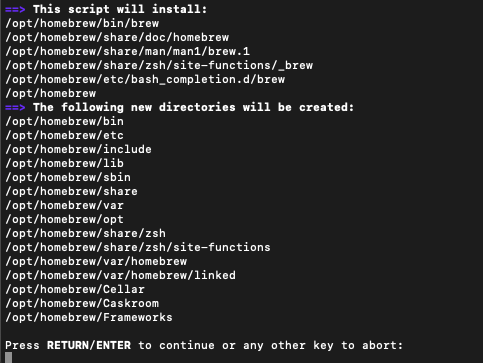 ==> This script will install:
/opt/homebrew/bin/brew
/opt/homebrew/share/doc/homebrew
/opt/homebrew/share/man/man1/brew.1
/opt/homebrew/share/zsh/site-functions/_brew
/opt/homebrew/etc/bash_completion.d/brew
/opt/homebrew
==> The following new directories will be created:
/opt/homebrew/bin
/opt/homebrew/etc
/opt/homebrew/include
/opt/homebrew/lib
/opt/homebrew/sbin
/opt/homebrew/share
/opt/homebrew/var
/opt/homebrew/opt
/opt/homebrew/share/zsh
/opt/homebrew/share/zsh/site-functions
/opt/homebrew/var/homebrew
/opt/homebrew/var/homebrew/linked
/opt/homebrew/Cellar
/opt/homebrew/Caskroom
/opt/homebrew/Frameworks
Press RETURN/ENTER to continue or any other key to abort: